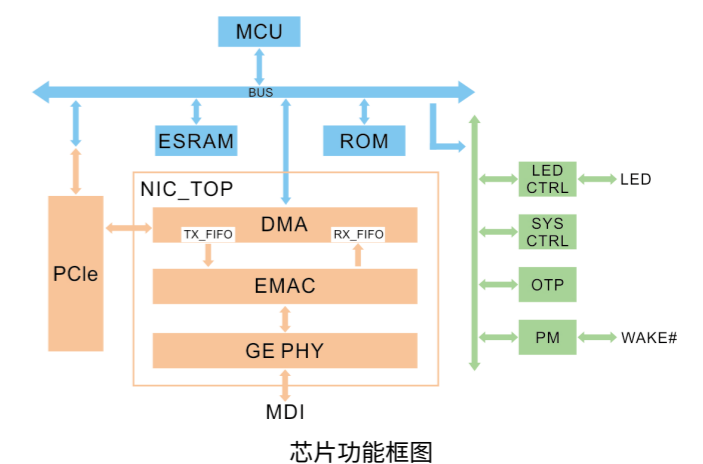 MCU
BUS
ESRAM
ROM
NIC_TOP
LED
CTRL
LED
DMA
TX_FIFO
RX_FIFO
SYS
CTRL
PCIe
EMAC
OTP
GE PHY
PM
WAKE#
MDI
芯片功能框图